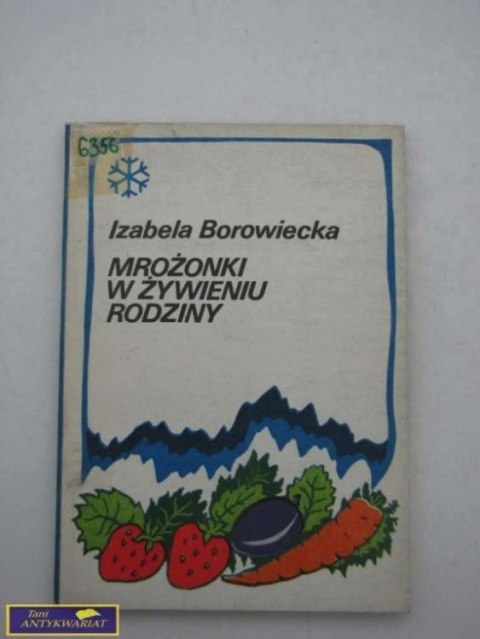 6356
Izabela Borowiecka
MROŻONKI
W ŻYWIENIU
RODZINY
Tani
ANTYKWARIAT